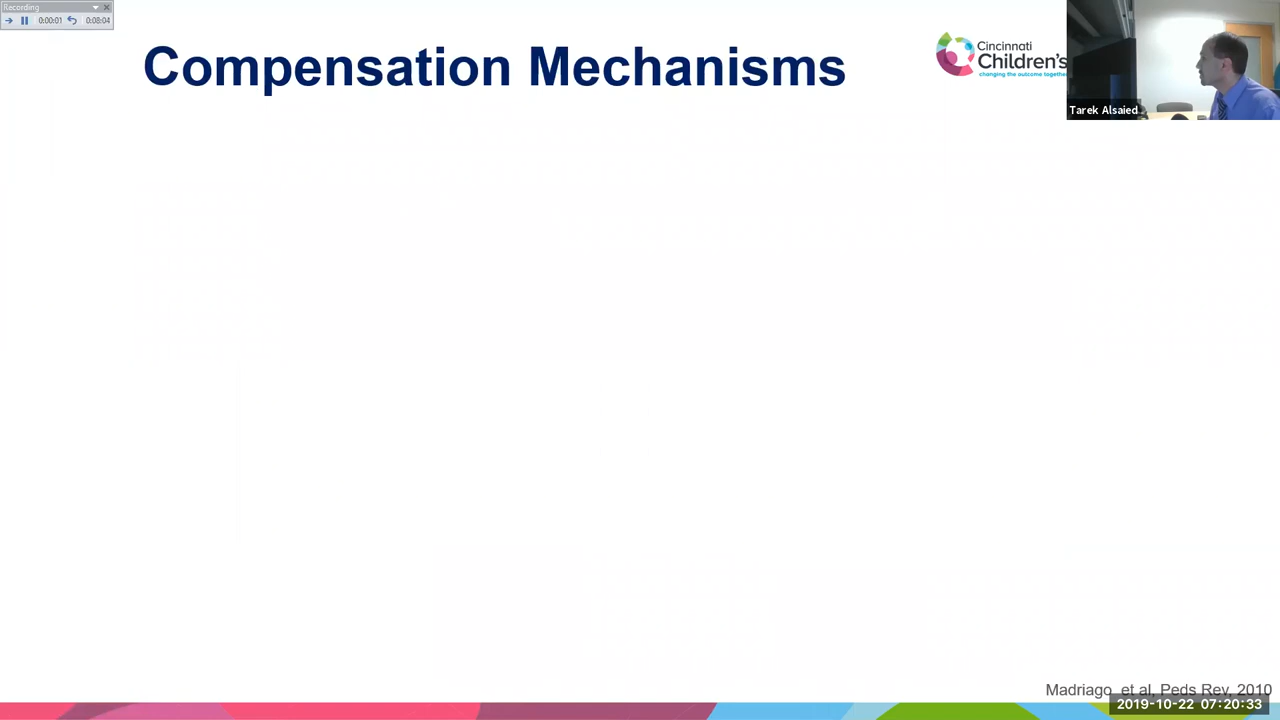 Recording
0:00:01
0:08:04
Compensation Mechanisms
Cincinnati
Children's
changing the outcome together
Tarek Alsaied
Madriago, et al, Peds Rev, 2010
2019-10-22 07:20:33